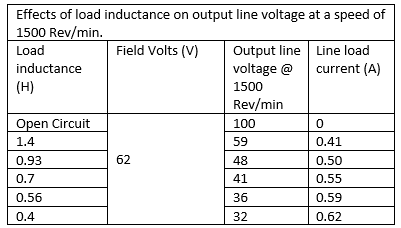 Effects of load inductance on output line voltage at a speed of
1500 Rev/min.
Load inductance (H) Field Volts (V) Output line voltage @ 1500 Rev/min Line load current (A)
Open Circuit 62 100 0
1.4 59 0.41
0.93 48 0.50
0.7 41 0.55
0.56 36 0.59
0.4 32 0.62